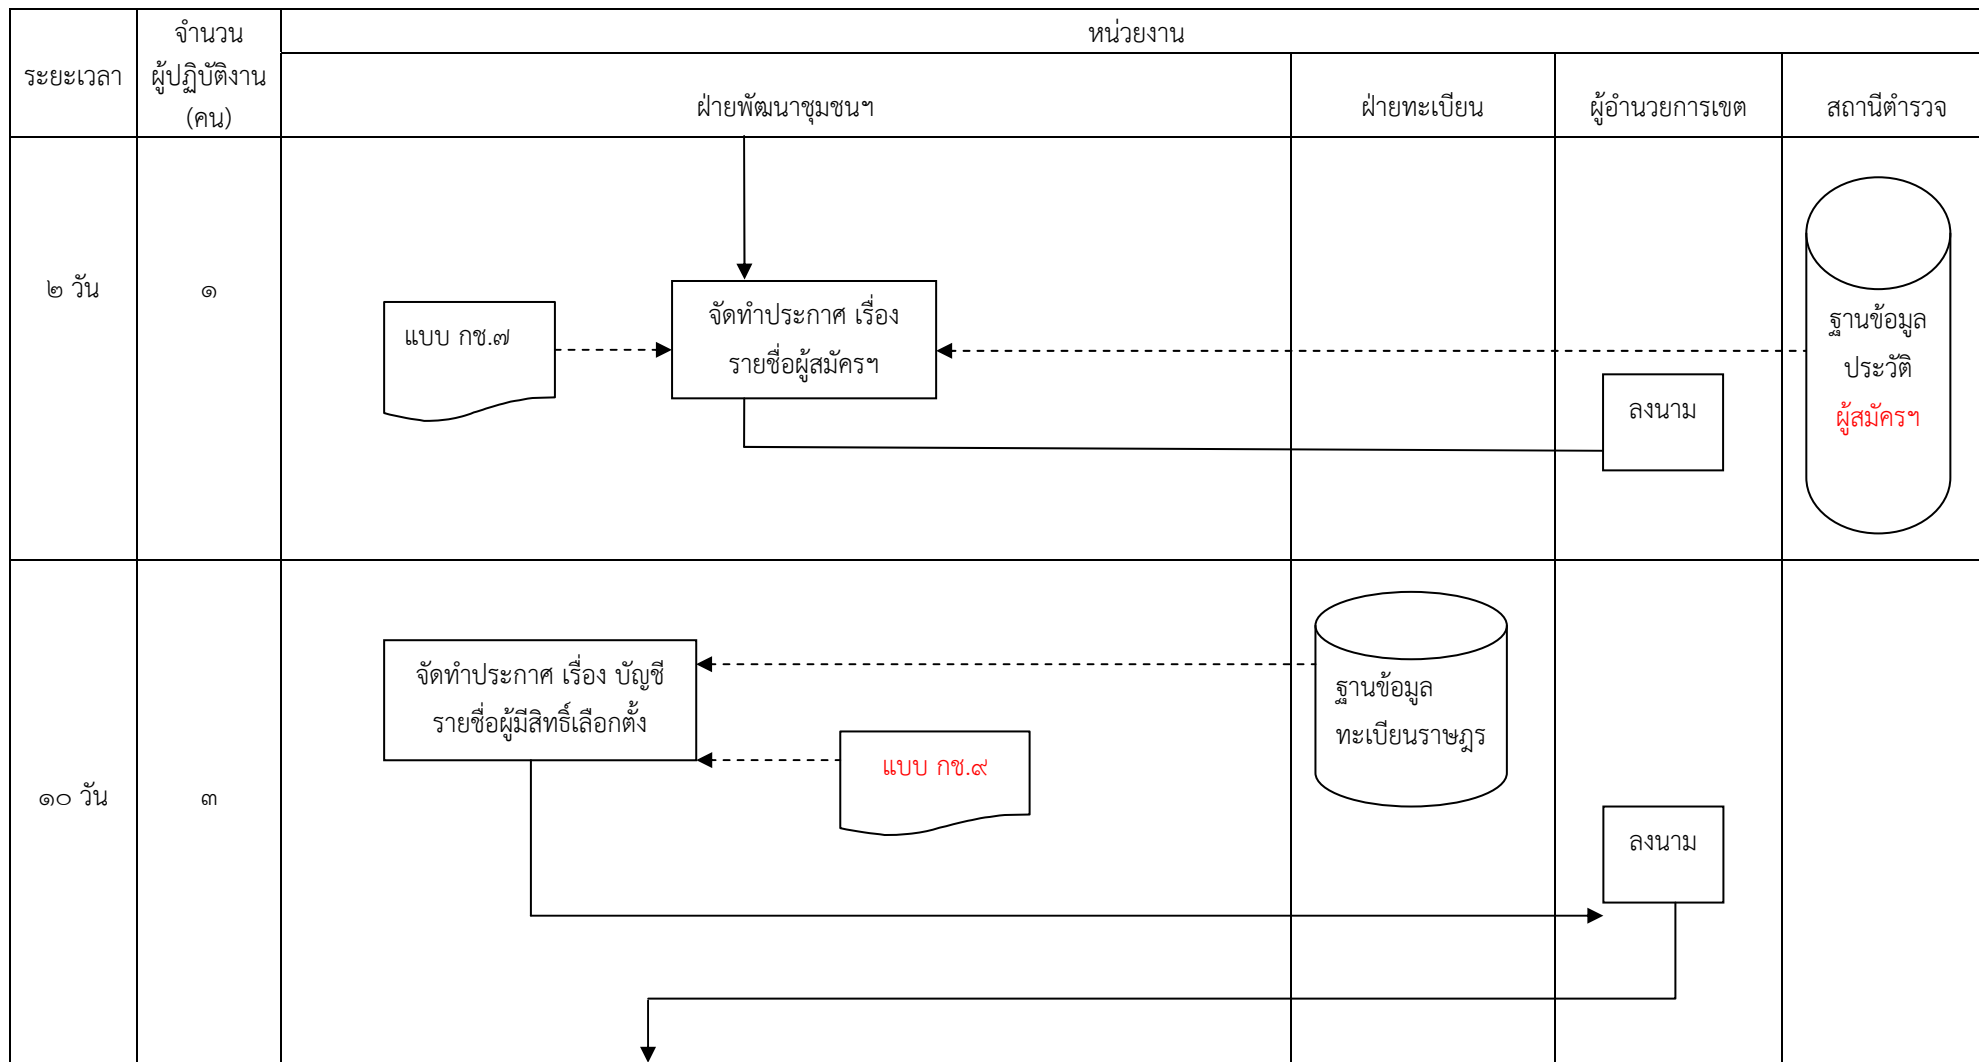 ระยะเวลา
จำนวน
ผู้ปฏิบัติงาน
(คน)
หน่วยงาน
ฝ่ายพัฒนาชุมชนฯ
ฝ่ายทะเบียน
ผู้อำนวยการเขต
สถานีตำรวจ
๒ วัน
๑
แบบ กช.๗
จัดทำประกาศ เรื่อง
รายชื่อผู้สมัครฯ
ลงนาม
ฐานข้อมูล
ประวัติ
ผู้สมัครฯ
๑๐ วัน
๓
จัดทำประกาศ เรื่อง บัญชี
รายชื่อผู้มีสิทธิ์เลือกตั้ง
แบบ กช.๙
ฐานข้อมูล
ทะเบียนราษฎร
ลงนาม